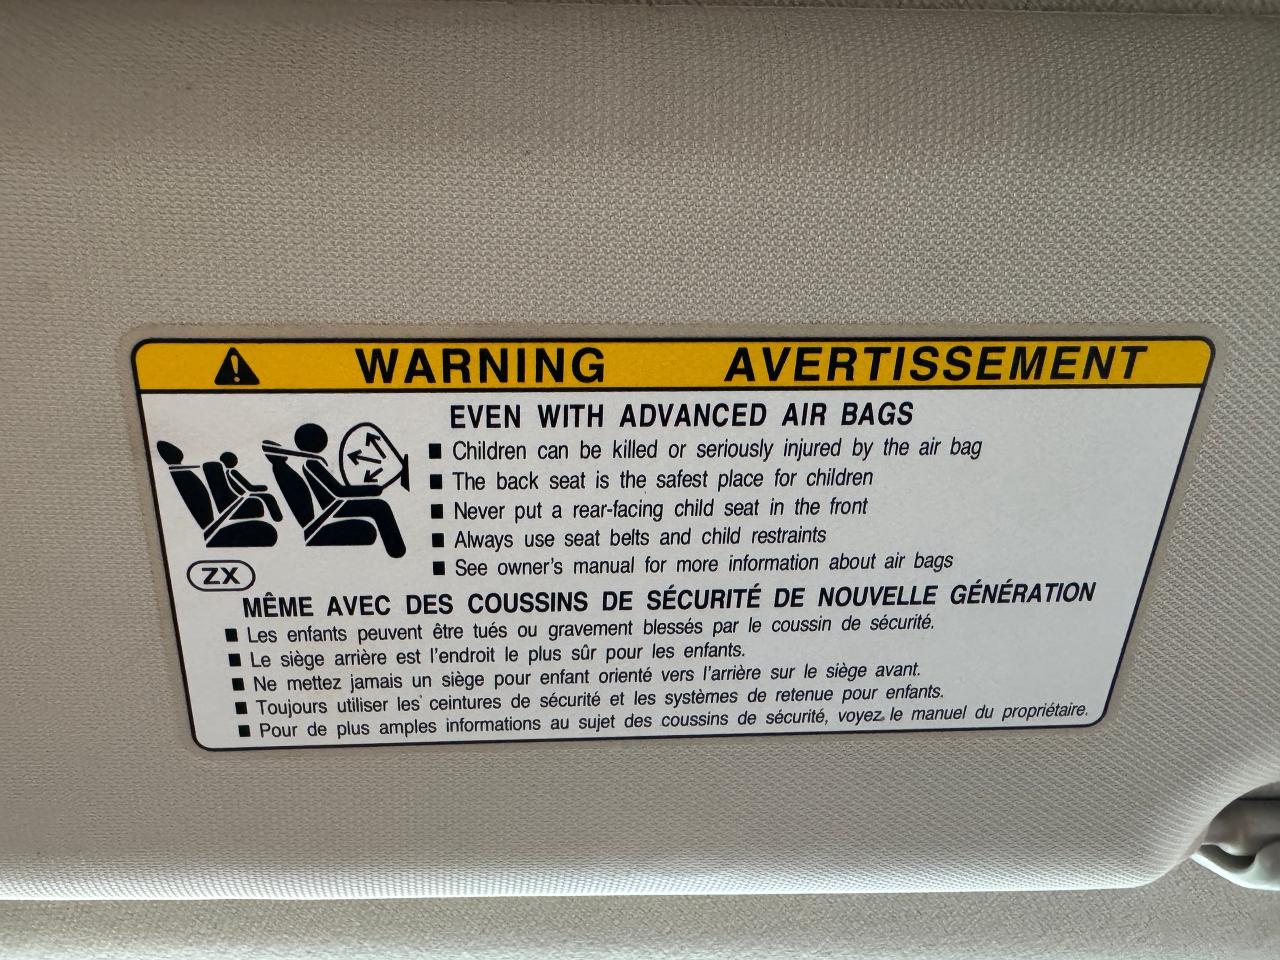 WARNING AVERTISSEMENT
EVEN WITH ADVANCED AIR BAGS
■ Children can be killed or seriously injured by the air bag
■ The back seat is the safest place for children
■ Never put a rear-facing child seat in the front
■ Always use seat belts and child restraints
■ See owner's manual for more information about air bags
ZX
MÊME AVEC DES COUSSINS DE SÉCURITÉ DE NOUVELLE GÉNÉRATION
■ Les enfants peuvent être tués ou gravement blessés par le coussin de sécurité.
■ Le siège arrière est l'endroit le plus sûr pour les enfants.
■ Ne mettez jamais un siège pour enfant orienté vers l'arrière sur le siège avant.
■ Toujours utiliser les ceintures de sécurité et les systèmes de retenue pour enfants.
■ Pour de plus amples informations au sujet des coussins de sécurité, voyez le manuel du propriétaire.